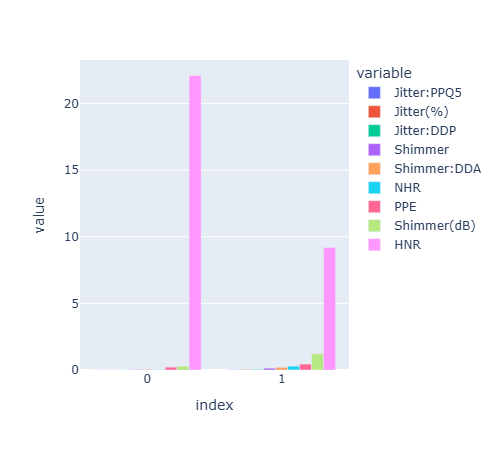 variable
Jitter:PPQ5
Jitter(%)
Jitter:DDP
Shimmer
Shimmer:DDA
NHR
PPE
Shimmer(dB)
HNR
value
20
15
10
5
0
0
1
index